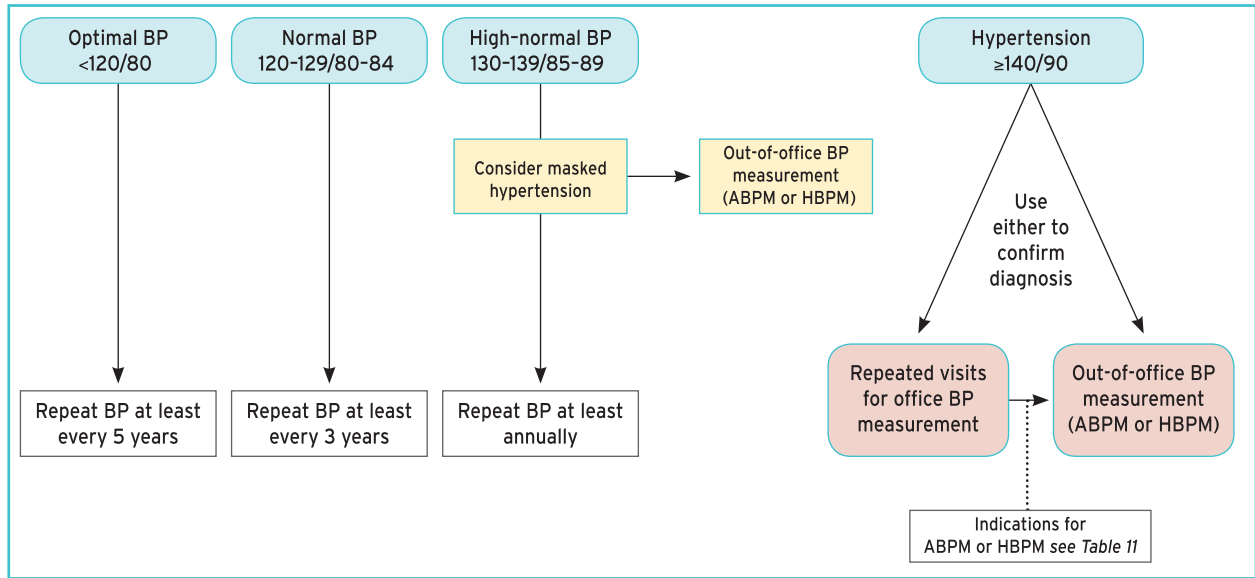 Optimal BP
<120/80
Normal BP
120–129/80–84
High–normal BP
130–139/85–89
Hypertension
≥140/90
Consider masked
hypertension
Out-of-office BP
measurement
(ABPM or HBPM)
Use
either to
confirm
diagnosis
Repeat BP at least
every 5 years
Repeat BP at least
every 3 years
Repeat BP at least
annually
Repeated visits
for office BP
measurement
Out-of-office BP
measurement
(ABPM or HBPM)
Indications for
ABPM or HBPM see Table 11